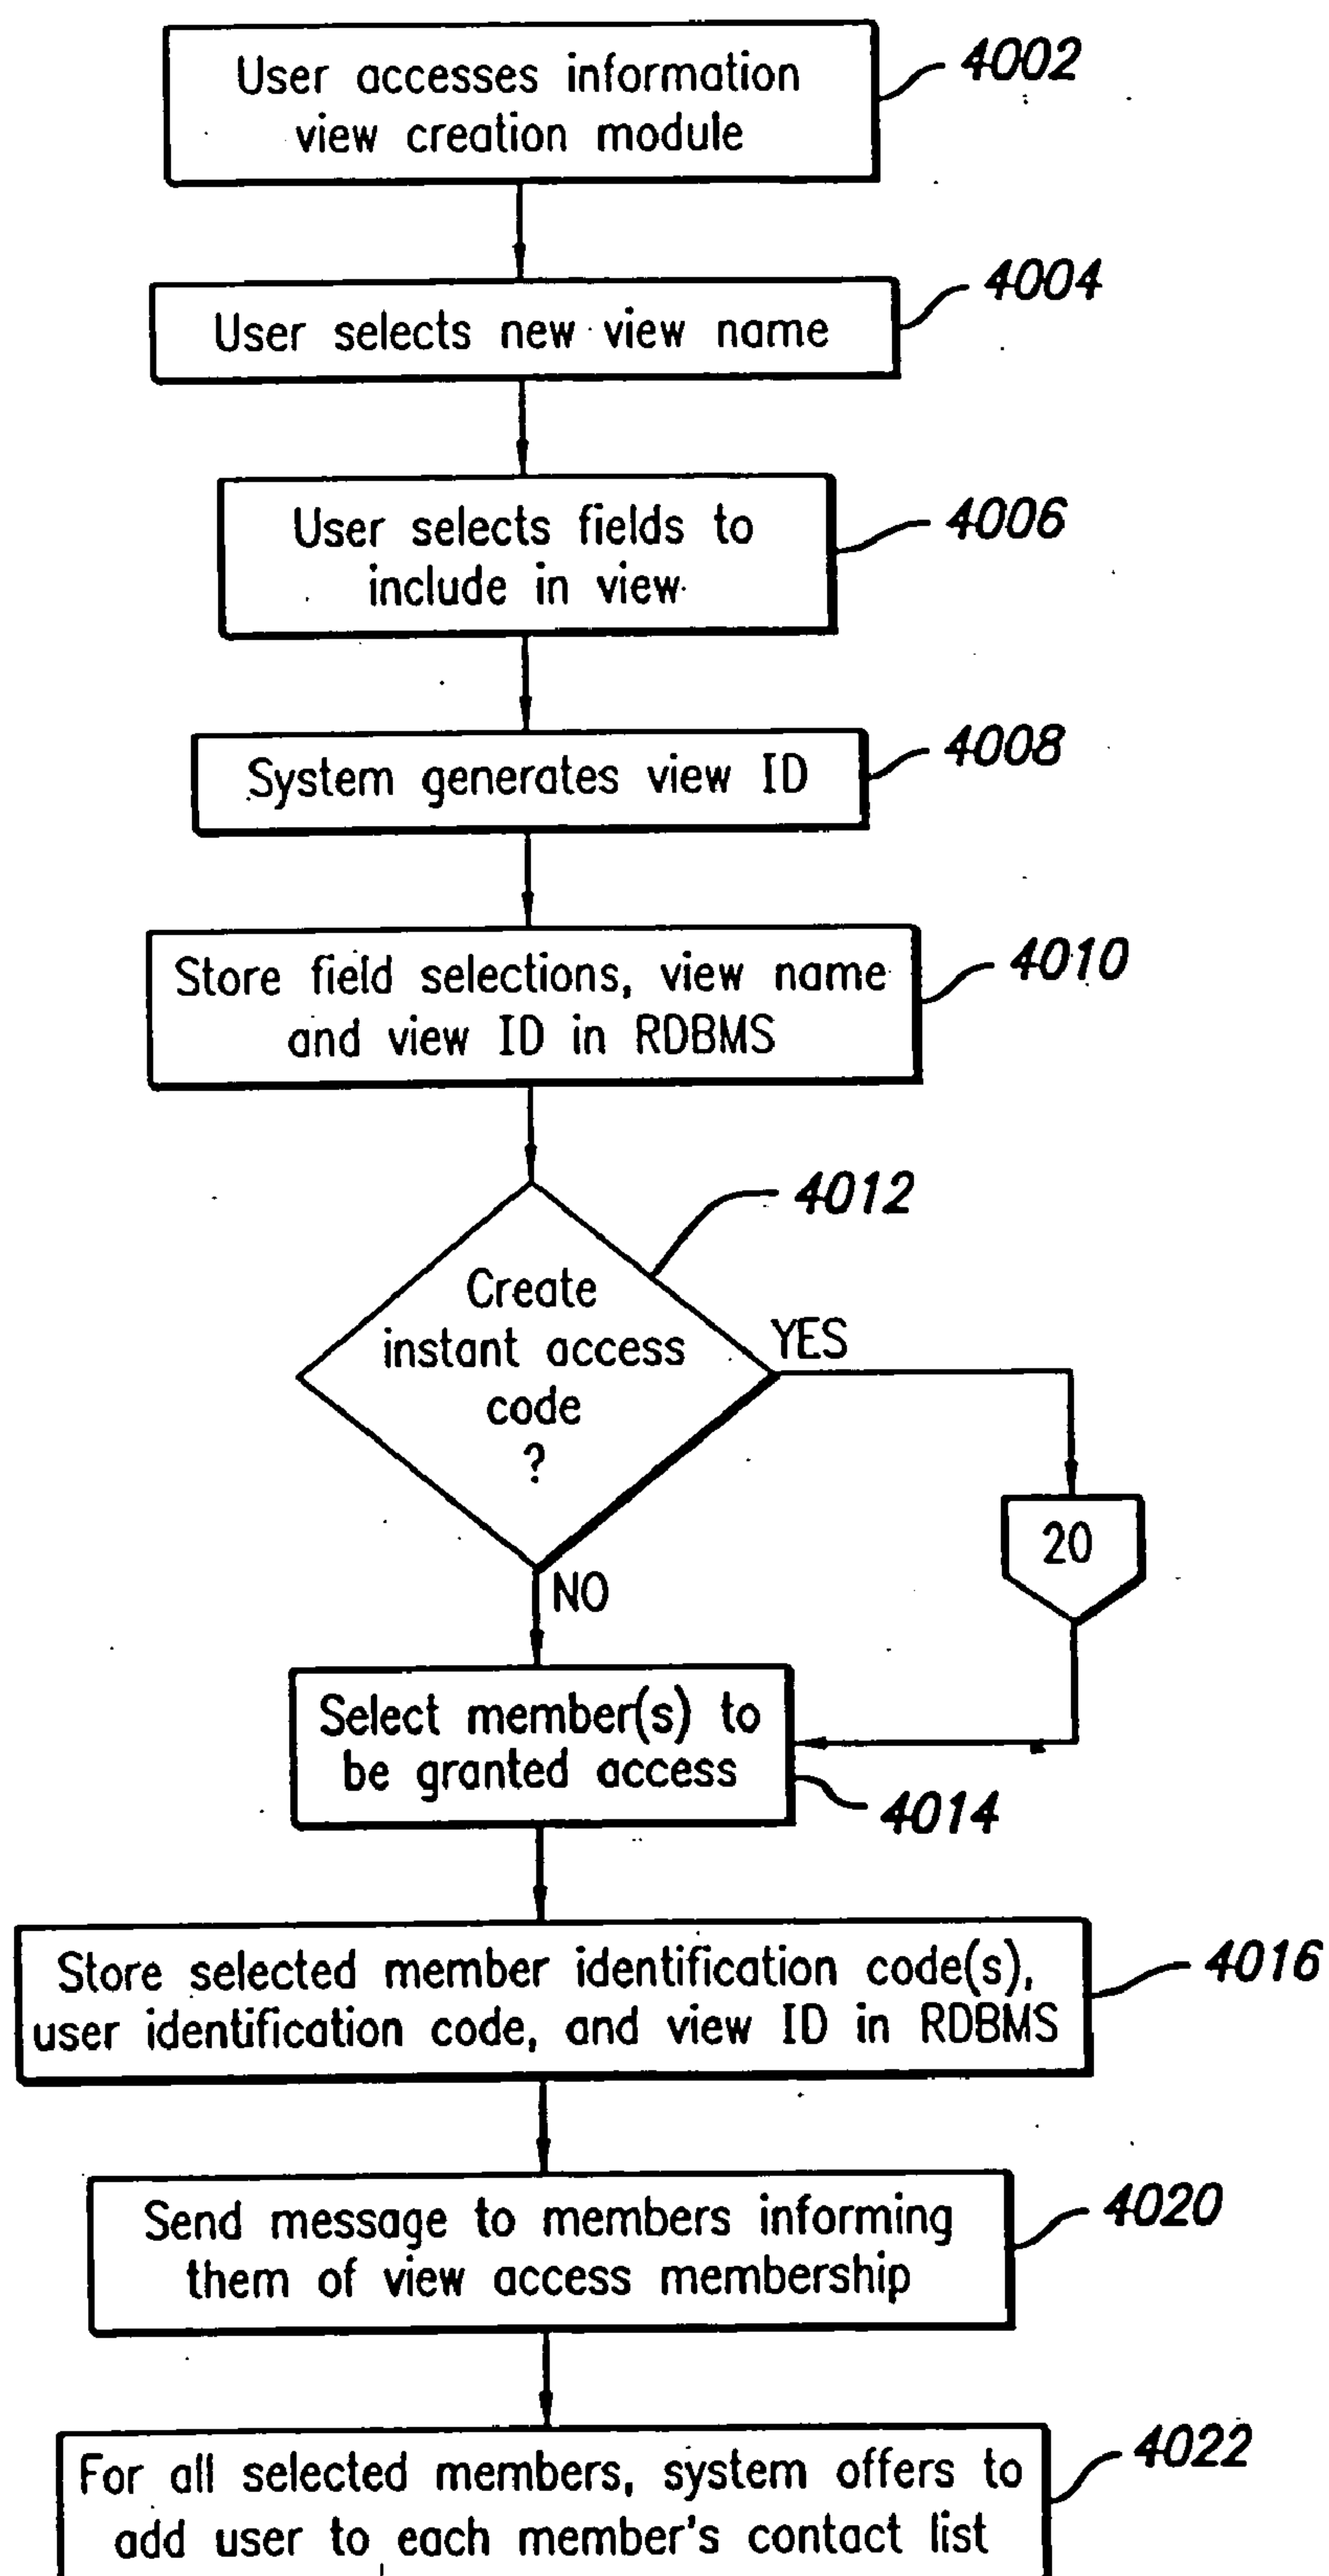 User accesses information
view creation module
4002
User selects new view name
4004
User selects fields to
include in view
4006
System generates view ID
4008
Store field selections, view name
and view ID in RDBMS
4010
4012
Create
instant access
code
?
YES
20
NO
Select member(s) to
be granted access
4014
Store selected member identification code(s),
user identification code, and view ID in RDBMS
4016
Send message to members informing
them of view access membership
4020
For all selected members, system offers to
add user to each member's contact list
4022